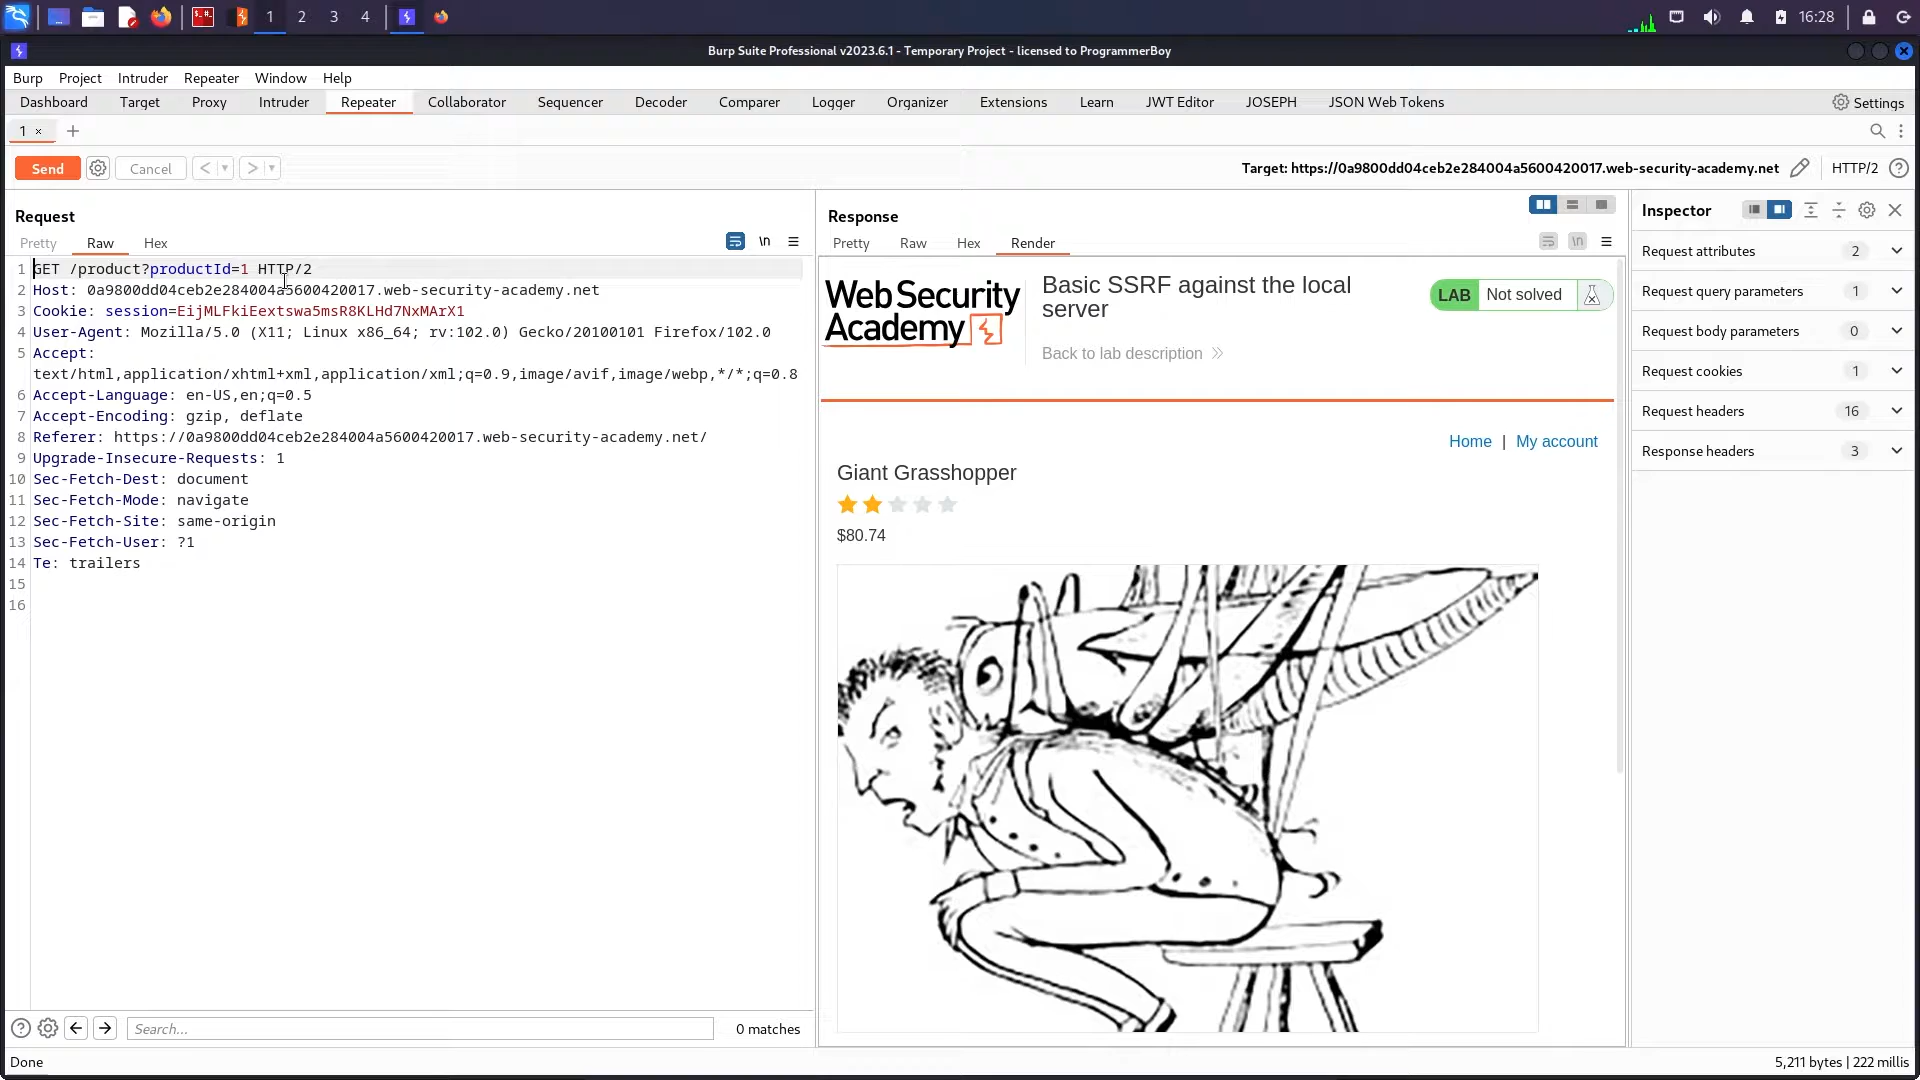 1 2 3 4 16:28
Burp Suite Professional v2023.6.1 - Temporary Project - licensed to ProgrammerBoy
Burp Project Intruder Repeater Window Help
Dashboard Target Proxy Intruder Repeater Collaborator Sequencer Decoder Comparer Logger Organizer Extensions Learn JWT Editor JOSEPH JSON Web Tokens Settings
1 × +
Send Cancel < > Target: https://0a9800dd04ceb2e284004a5600420017.web-security-academy.net HTTP/2 ?
Request
Pretty Raw Hex \n
1 GET /product?productId=1 HTTP/2
2 Host: 0a9800dd04ceb2e284004a5600420017.web-security-academy.net
3 Cookie: session=EijMLFkiEextswa5msR8KLHd7NxMArX1
4 User-Agent: Mozilla/5.0 (X11; Linux x86_64; rv:102.0) Gecko/20100101 Firefox/102.0
5 Accept:
text/html,application/xhtml+xml,application/xml;q=0.9,image/avif,image/webp,*/*;q=0.8
6 Accept-Language: en-US,en;q=0.5
7 Accept-Encoding: gzip, deflate
8 Referer: https://0a9800dd04ceb2e284004a5600420017.web-security-academy.net/
9 Upgrade-Insecure-Requests: 1
10 Sec-Fetch-Dest: document
11 Sec-Fetch-Mode: navigate
12 Sec-Fetch-Site: same-origin
13 Sec-Fetch-User: ?1
14 Te: trailers
15
16
? Search... 0 matches
Response
Pretty Raw Hex Render \n
Web Security
Academy
Basic SSRF against the local
server
Back to lab description
LAB Not solved
Home | My account
Giant Grasshopper
$80.74
Inspector
Request attributes 2
Request query parameters 1
Request body parameters 0
Request cookies 1
Request headers 16
Response headers 3
Done 5,211 bytes | 222 millis